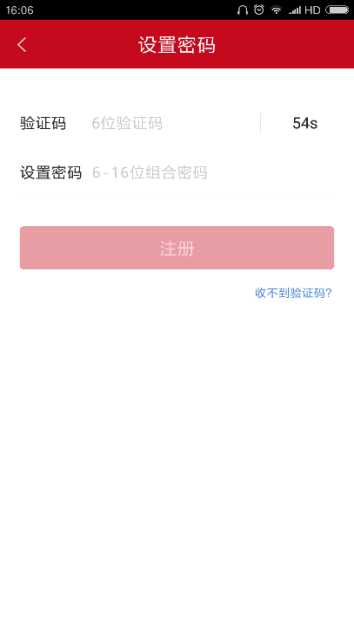 16:06 HD
设置密码
验证码 6位验证码 54s
设置密码 6-16位组合密码
注册
收不到验证码?